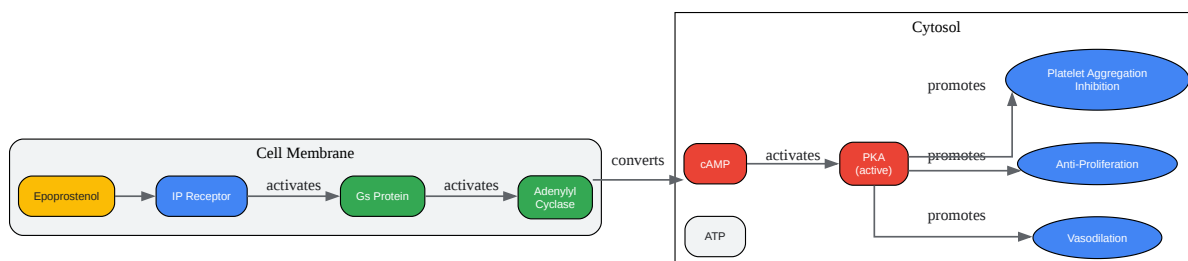 Cytosol
Platelet Aggregation
Inhibition
promotes
Cell Membrane
converts
cAMP
activates
PKA
(active)
promotes
Anti-Proliferation
Epoprostenol
IP Receptor
activates
Gs Protein
activates
Adenylyl
Cyclase
promotes
ATP
Vasodilation